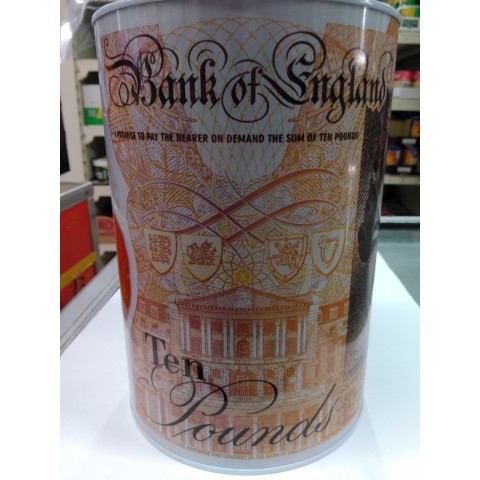 Bank of England
I PROMISE TO PAY THE BEARER ON DEMAND THE SUM OF TEN POUNDS
Ten
Pounds